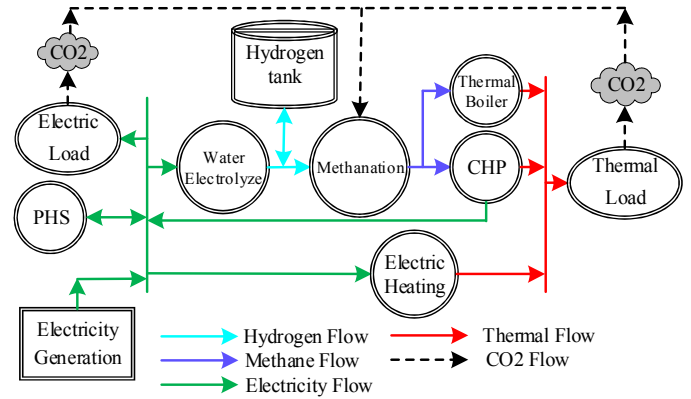 CO2
Hydrogen
tank
Thermal
Boiler
CO2
Electric
Load
Water
Electrolyze
Methanation
CHP
Thermal
Load
PHS
Electric
Heating
Electricity
Generation
Hydrogen Flow
Thermal Flow
Methane Flow
CO2 Flow
Electricity Flow